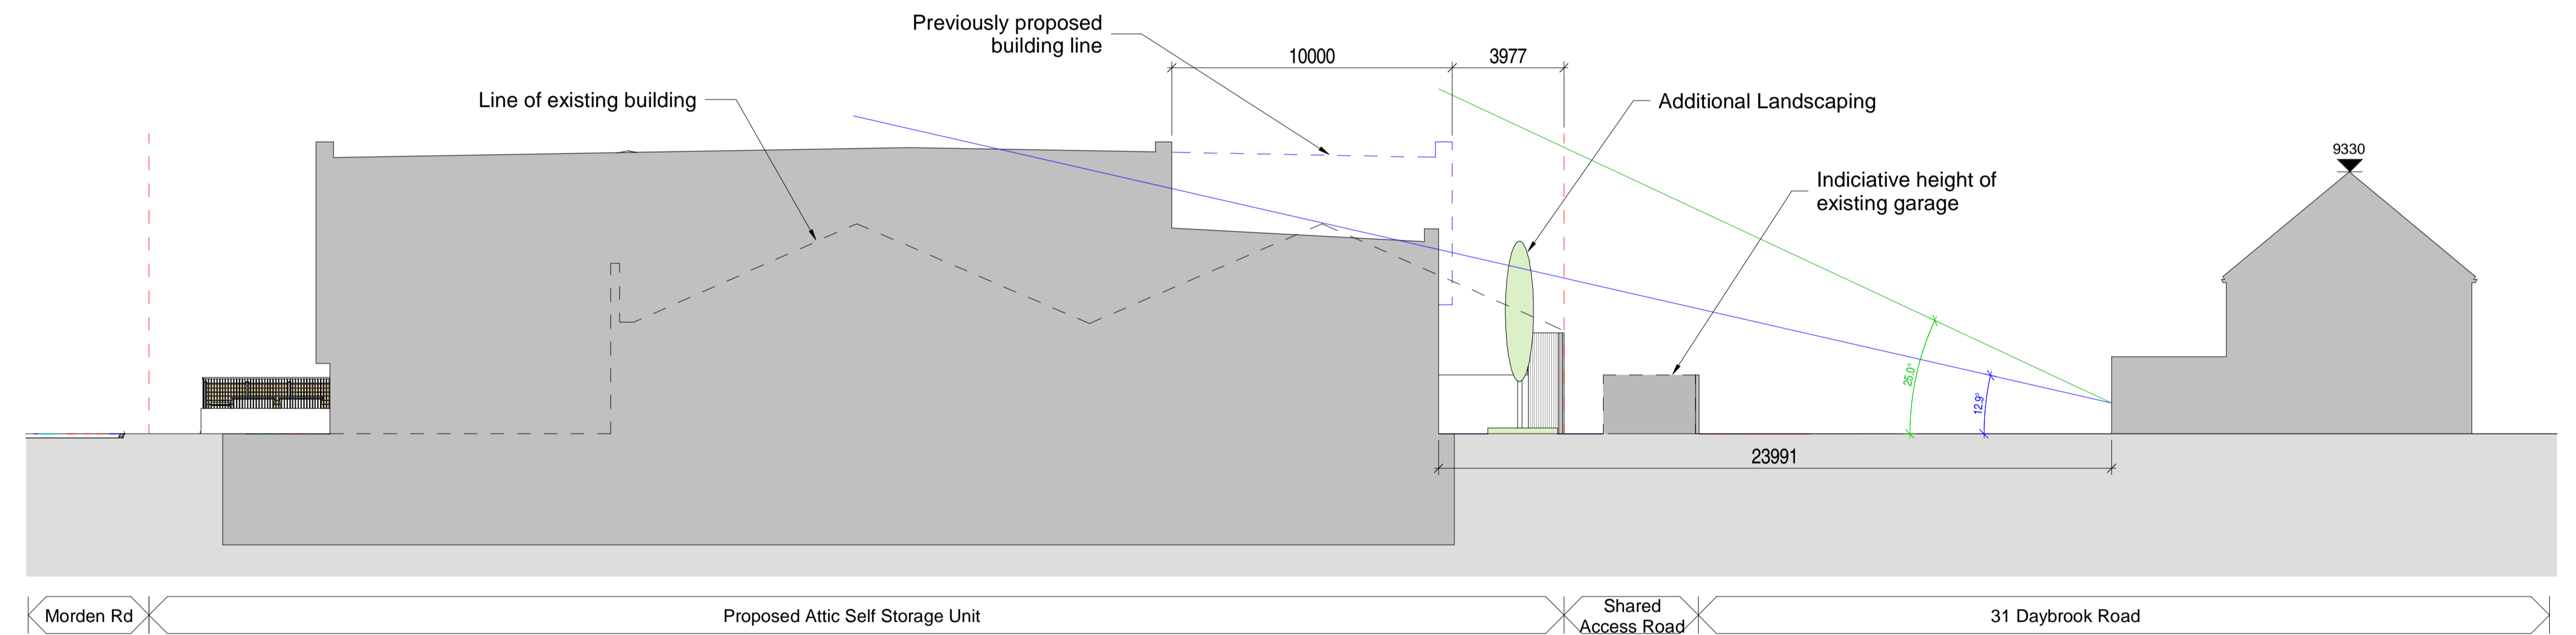 Previously proposed
building line
10000
3977
Line of existing building
Additional Landscaping
Indiciative height of
existing garage
9330
25.0°
12.9°
23991
Morden Rd
Proposed Attic Self Storage Unit
Shared
Access Road
31 Daybrook Road